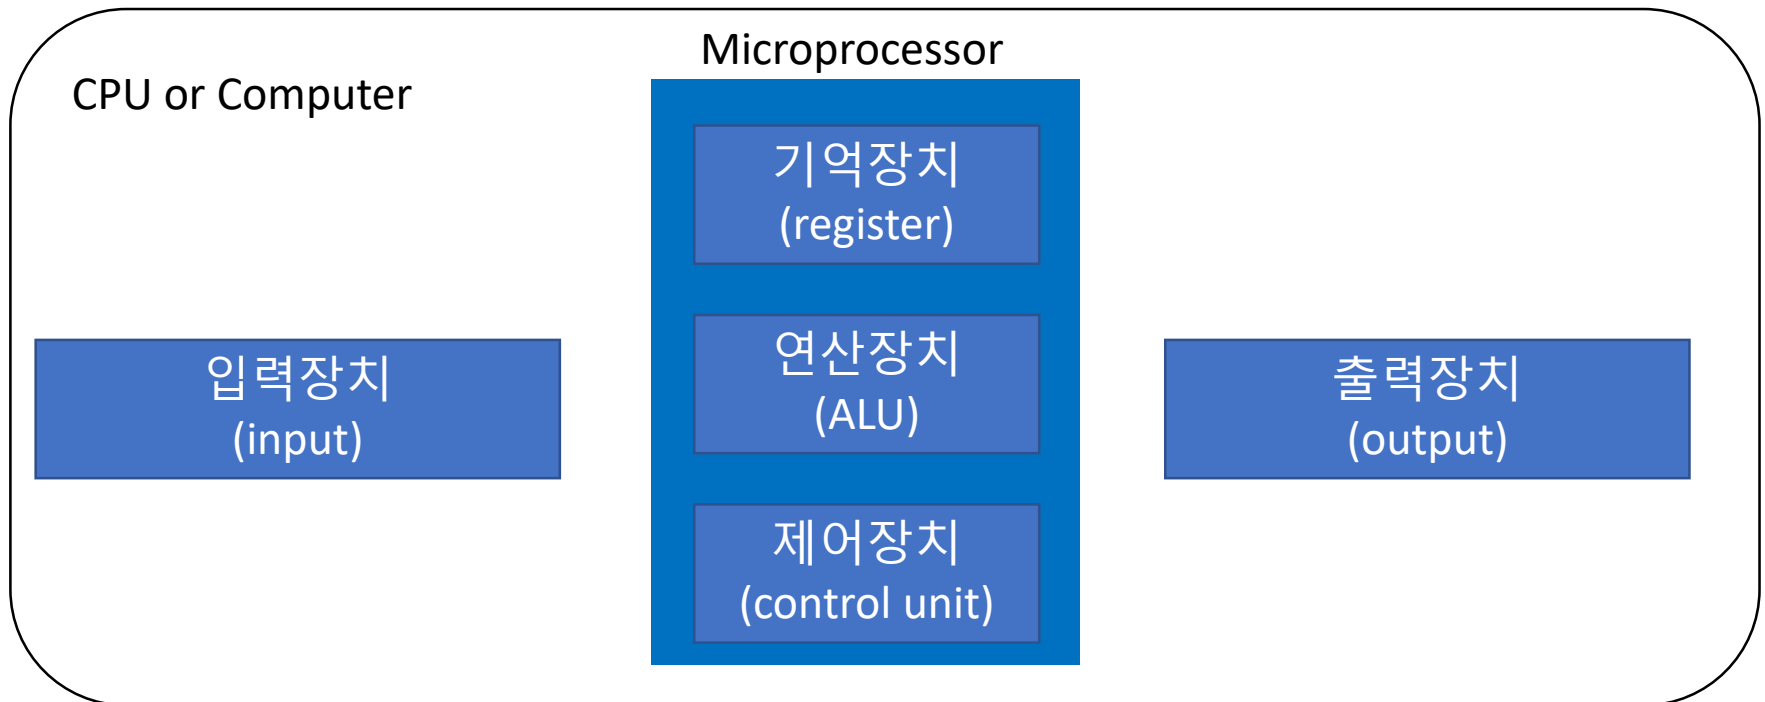 Microprocessor
CPU or Computer
기억장치
(register)
연산장치
(ALU)
제어장치
(control unit)
입력장치
(input)
출력장치
(output)